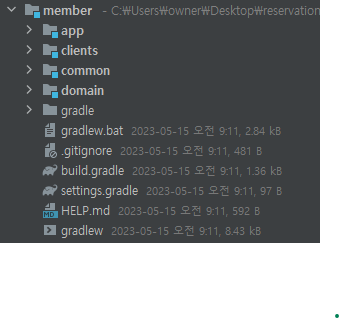 member - C:₩Users₩owner₩Desktop₩reservation
app
clients
common
domain
gradle
gradlew.bat 2023-05-15 오전 9:11, 2.84 kB
.gitignore 2023-05-15 오전 9:11, 481 B
build.gradle 2023-05-15 오전 9:11, 1.36 kB
settings.gradle 2023-05-15 오전 9:11, 97 B
MD HELP.md 2023-05-15 오전 9:11, 592 B
gradlew 2023-05-15 오전 9:11, 8.43 kB